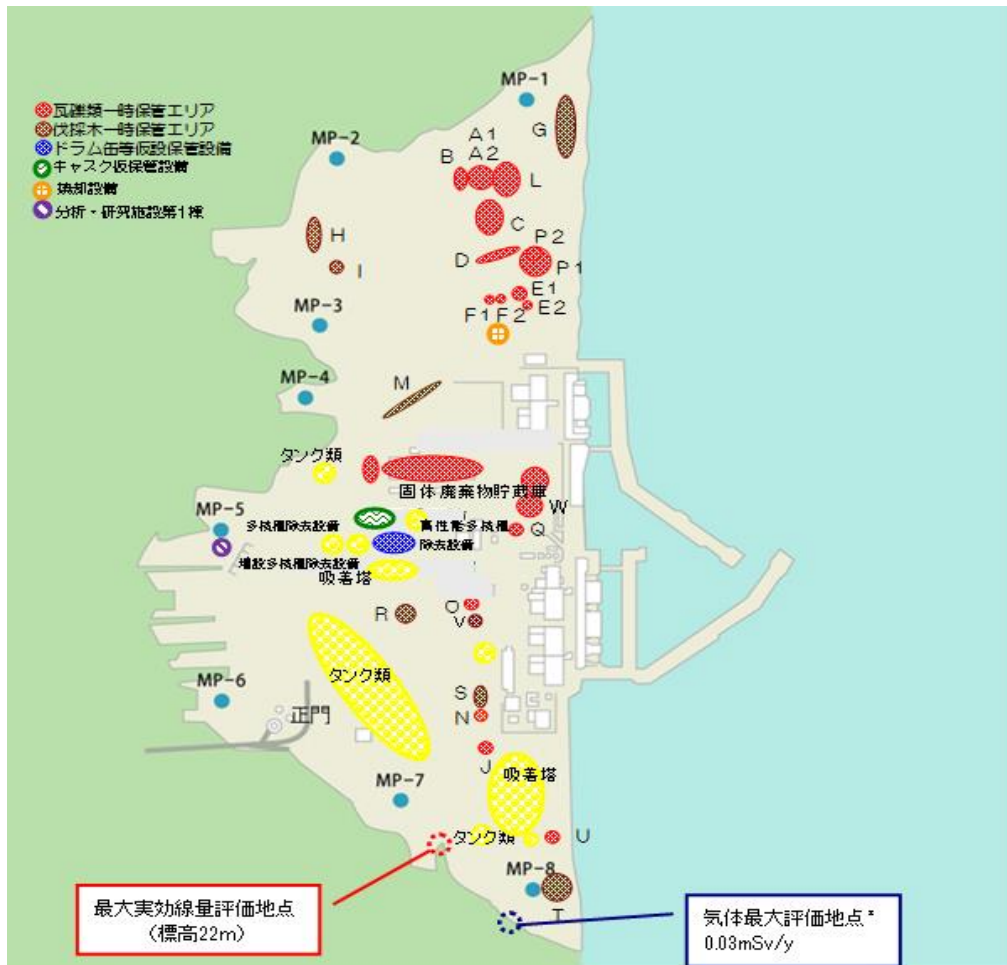 MP-1
瓦礫類一時保管エリア
伐採木一時保管エリア
ドラム缶等仮設保管設備
キャスク仮保管設備
焼却設備
分析・研究施設第1棟
MP-2
A1
A2
B
G
L
C
H
I
D
P2
P1
E1
E2
F1
F2
MP-3
MP-4
M
タンク類
固体廃棄物貯蔵庫
W
MP-5
多核種除去設備
高性能多核種
除去設備
Q
増設多核種除去設備
吸着塔
R
O
V
タンク類
MP-6
正門
S
N
J
吸着塔
MP-7
タンク類
U
MP-8
T
最大実効線量評価地点
(標高22m)
気体最大評価地点*
0.03mSv/y